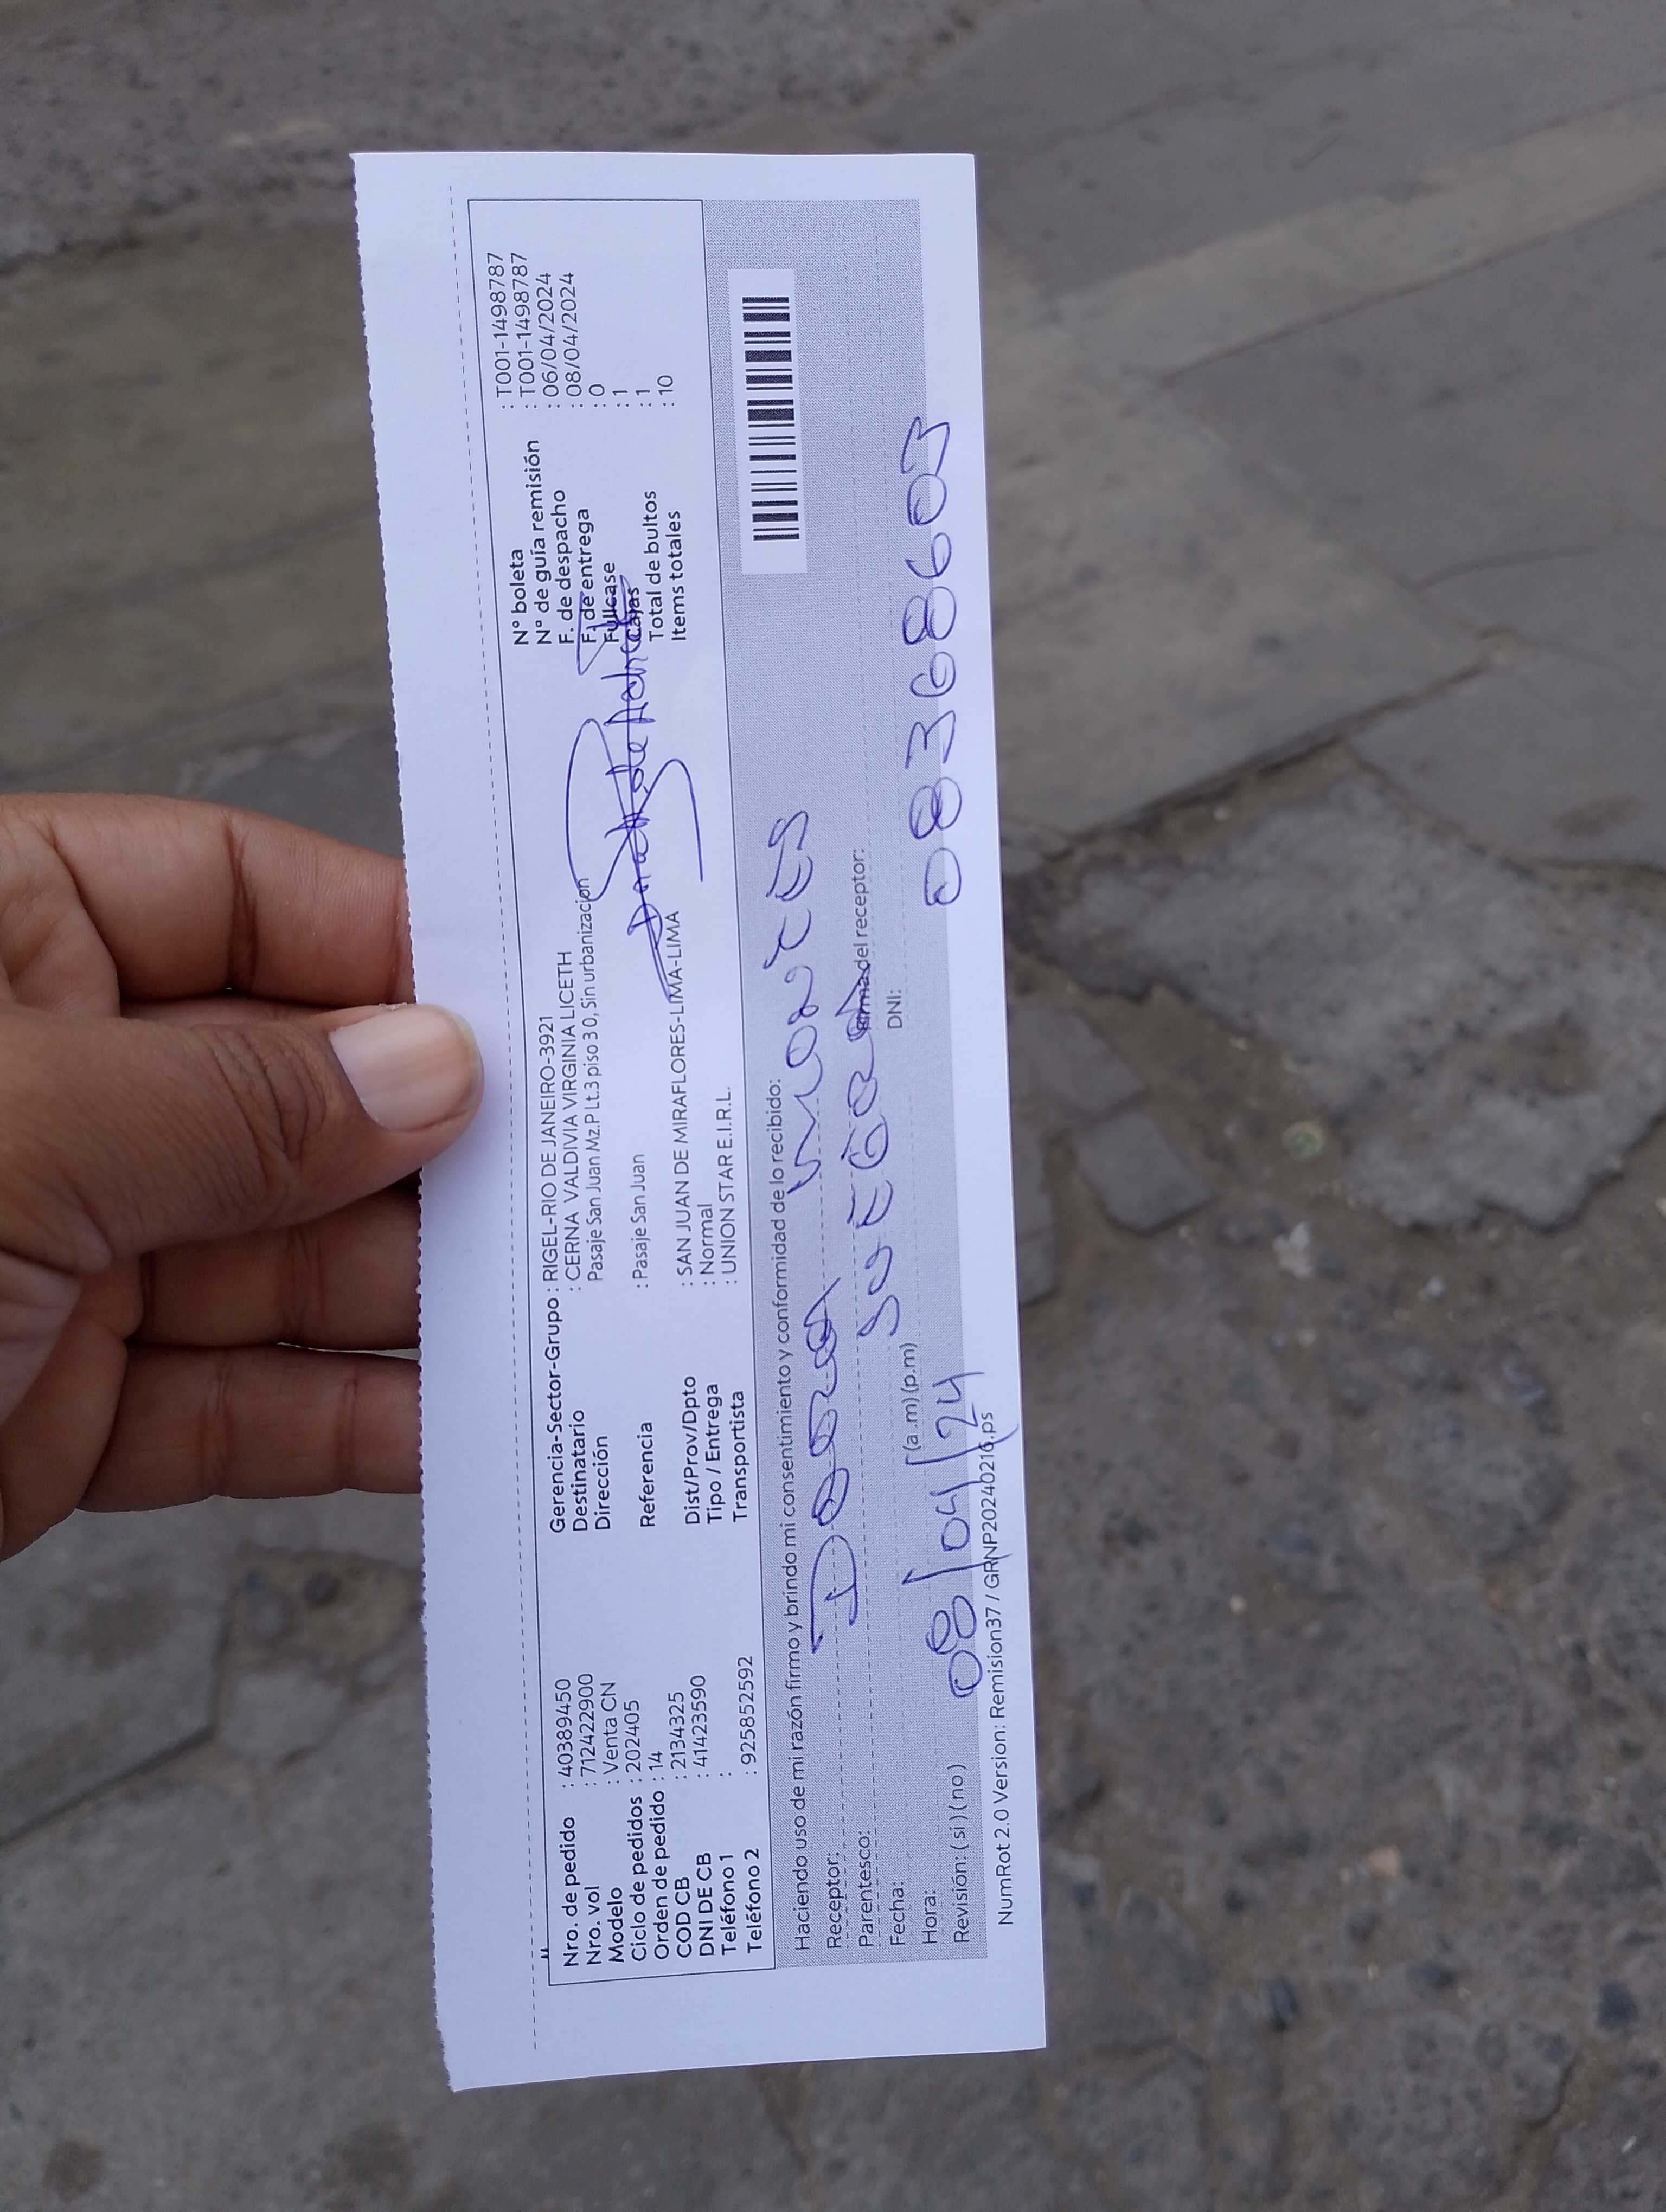 Nro. de pedido : 40389450
Nro. vol : 712422900
Modelo : Venta CN
Ciclo de pedidos : 202405
Orden de pedido : 14
COD CB : 2134325
DNI DE CB : 41423590
Teléfono 1 :
Teléfono 2 : 925852592
Gerencia-Sector-Grupo : RIGEL-RIO DE JANEIRO-3921
Destinatario : CERNA VALDIVIA VIRGINIA LICETH
Dirección Pasaje San Juan Mz.P Lt.3 piso 3 0, Sin urbanizacion
Referencia : Pasaje San Juan
Dist/Prov/Dpto : SAN JUAN DE MIRAFLORES-LIMA-LIMA
Tipo / Entrega : Normal
Transportista : UNION STAR E.I.R.L.
N° boleta : T001-1498787
N° de guía remisión : T001-1498787
F. de despacho : 06/04/2024
F. de entrega : 08/04/2024
Fullcase : 0
Cajas : 1
Total de bultos : 1
Items totales : 10
Haciendo uso de mi razón firmo y brindo mi consentimiento y conformidad de lo recibido:
Receptor:
Parentesco: SUEGRA
Firma del receptor:
Fecha: 08/04/24
DNI: 08368603
Hora: (a.m) (p.m)
Revisión: ( si ) ( no )
NumRot 2.0 Version: Remision37 / GRNP20240216.ps